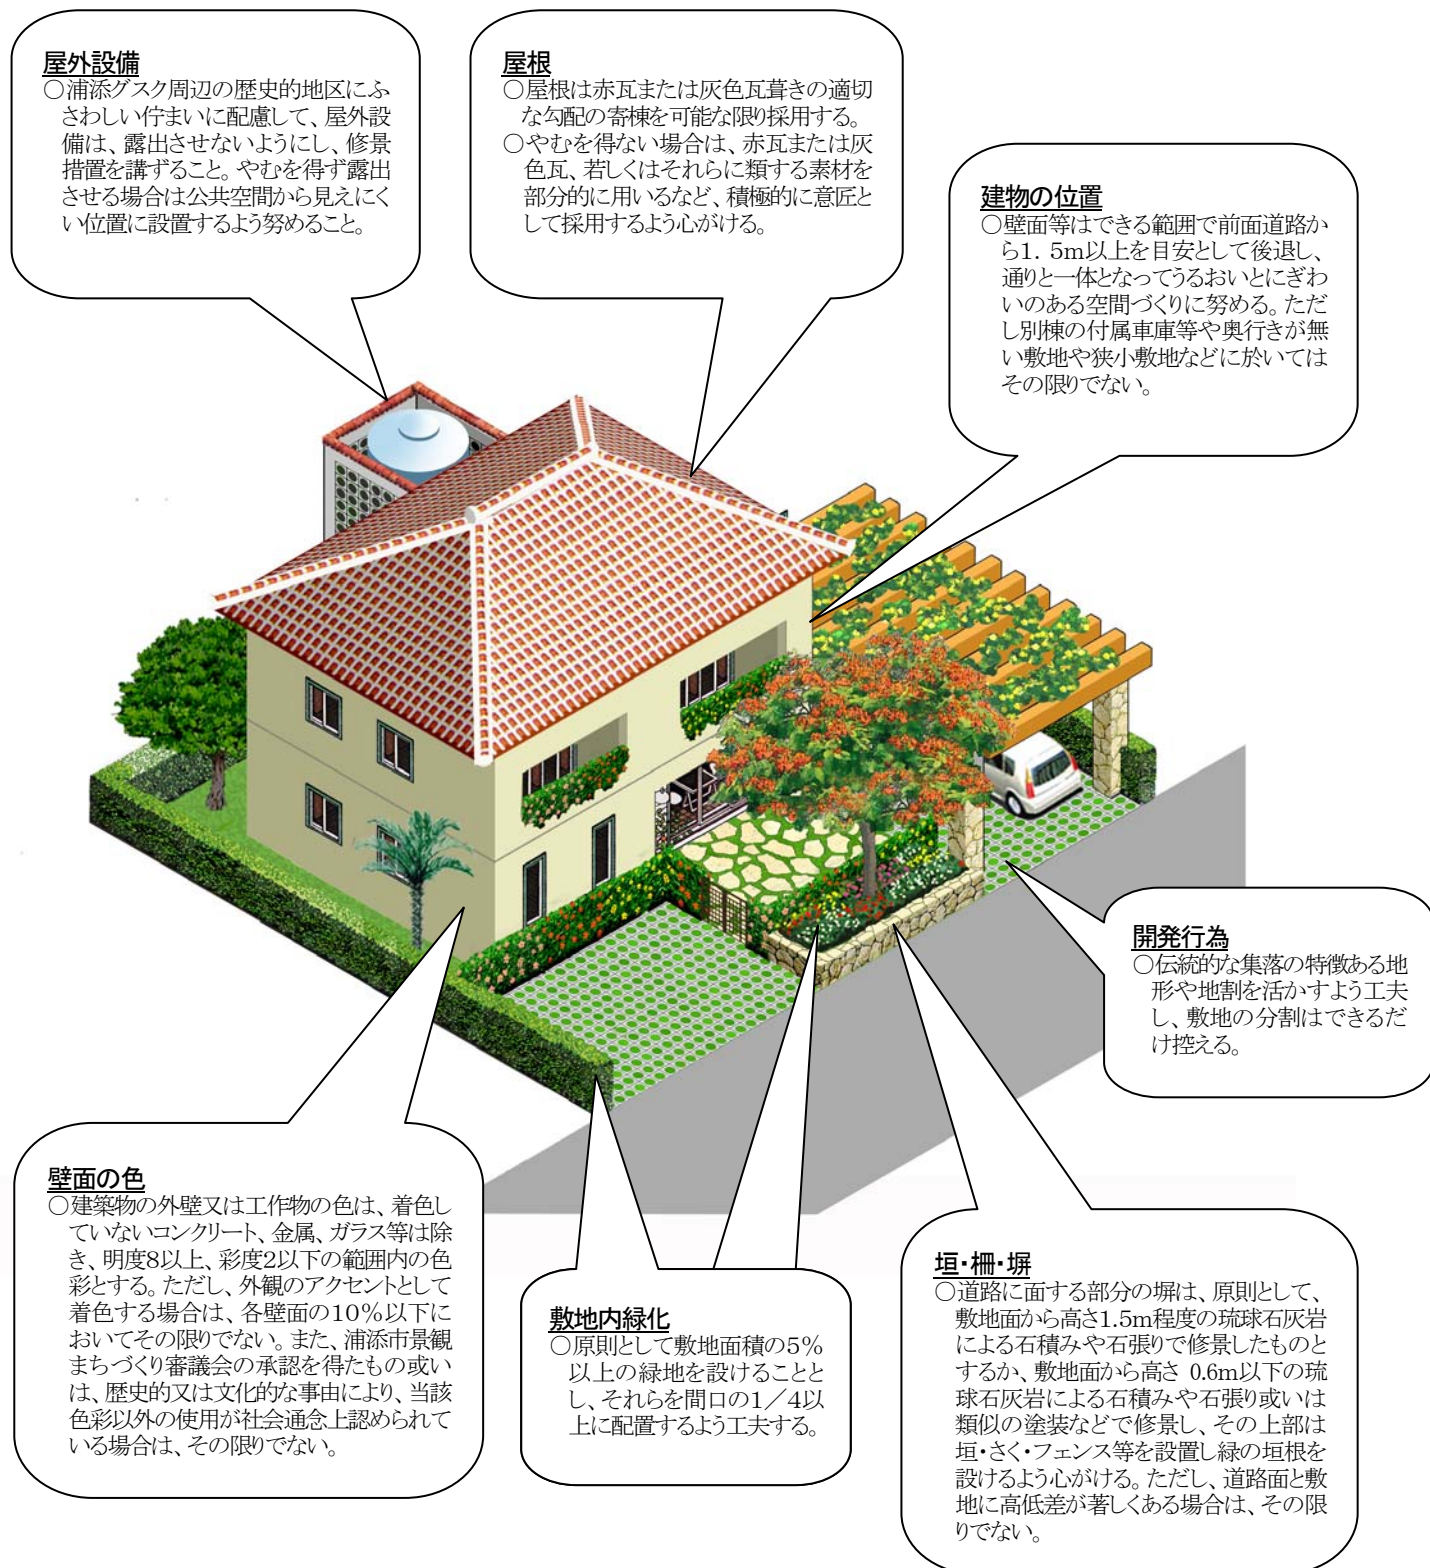 屋外設備
○浦添グスク周辺の歴史的地区にふ
さわしい佇まいに配慮して、屋外設
備は、露出させないようにし、修景
措置を講ずること。やむを得ず露出
させる場合は公共空間から見えにく
い位置に設置するよう努めること。
屋根
○屋根は赤瓦または灰色瓦葺きの適切
な勾配の寄棟を可能な限り採用する。
○やむを得ない場合は、赤瓦または灰
色瓦、若しくはそれらに類する素材を
部分的に用いるなど、積極的に意匠と
して採用するよう心がける。
建物の位置
○壁面等はできる範囲で前面道路か
ら1．5m以上を目安として後退し、
通りと一体となってうるおいとにぎわ
いのある空間づくりに努める。ただ
し別棟の付属車庫等や奥行きが無
い敷地や狭小敷地などに於いては
その限りでない。
開発行為
○伝統的な集落の特徴ある地
形や地割を活かすよう工夫
し、敷地の分割はできるだ
け控える。
壁面の色
○建築物の外壁又は工作物の色は、着色し
ていないコンクリート、金属、ガラス等は除
き、明度8以上、彩度2以下の範囲内の色
彩とする。ただし、外観のアクセントとして
着色する場合は、各壁面の10％以下に
おいてその限りでない。また、浦添市景観
まちづくり審議会の承認を得たもの或い
は、歴史的又は文化的な事由により、当該
色彩以外の使用が社会通念上認められて
いる場合は、その限りでない。
敷地内緑化
○原則として敷地面積の5％
以上の緑地を設けることと
し、それらを間口の1／4以
上に配置するよう工夫する。
垣・柵・塀
○道路に面する部分の塀は、原則として、
敷地面から高さ1.5m程度の琉球石灰岩
による石積みや石張りで修景したものと
するか、敷地面から高さ 0.6m以下の琉
球石灰岩による石積みや石張り或いは
類似の塗装などで修景し、その上部は
垣・さく・フェンス等を設置し緑の垣根を
設けるよう心がける。ただし、道路面と敷
地に高低差が著しくある場合は、その限
りでない。